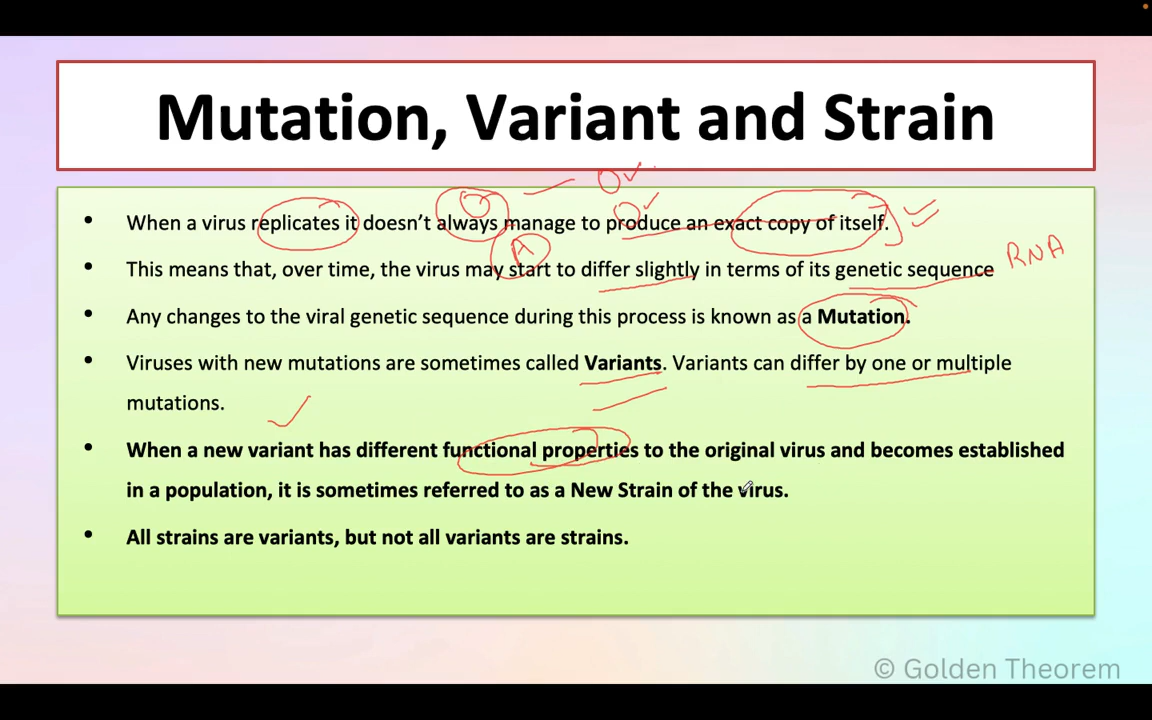 Mutation, Variant and Strain
• When a virus replicates it doesn't always manage to produce an exact copy of itself.
• This means that, over time, the virus may start to differ slightly in terms of its genetic sequence
RNA
A
• Any changes to the viral genetic sequence during this process is known as a Mutation.
• Viruses with new mutations are sometimes called Variants. Variants can differ by one or multiple
mutations.
• When a new variant has different functional properties to the original virus and becomes established
in a population, it is sometimes referred to as a New Strain of the virus.
• All strains are variants, but not all variants are strains.
© Golden Theorem